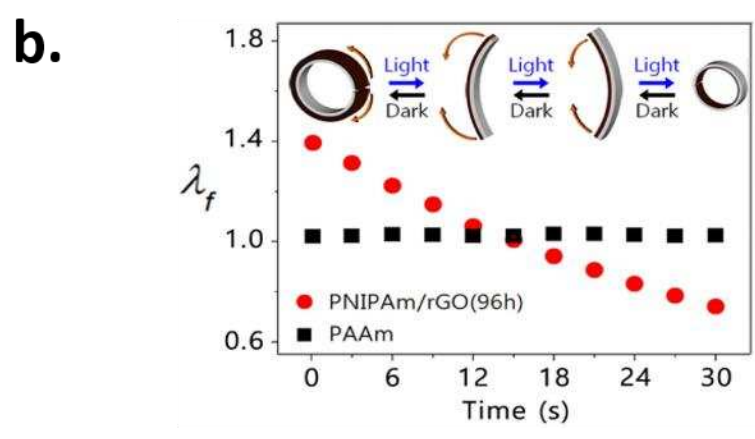 b.
1.8
1.4
1.0
0.6
λf
Light
Dark
Light
Dark
Light
Dark
PNIPAm/rGO(96h)
PAAm
0 6 12 18 24 30
Time (s)